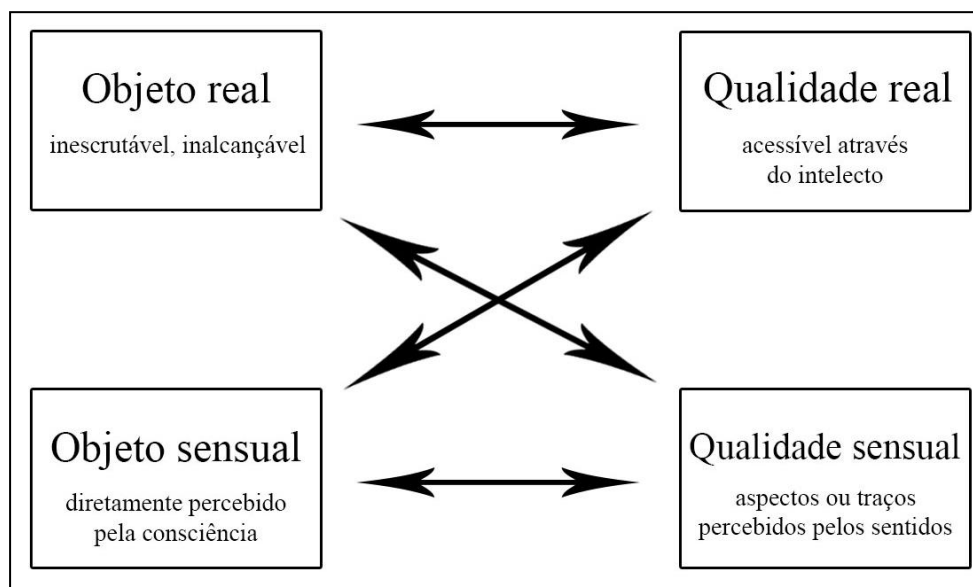 Objeto real
inescrutável, inalcançável
Qualidade real
acessível através
do intelecto
Objeto sensual
diretamente percebido
pela consciência
Qualidade sensual
aspectos ou traços
percebidos pelos sentidos